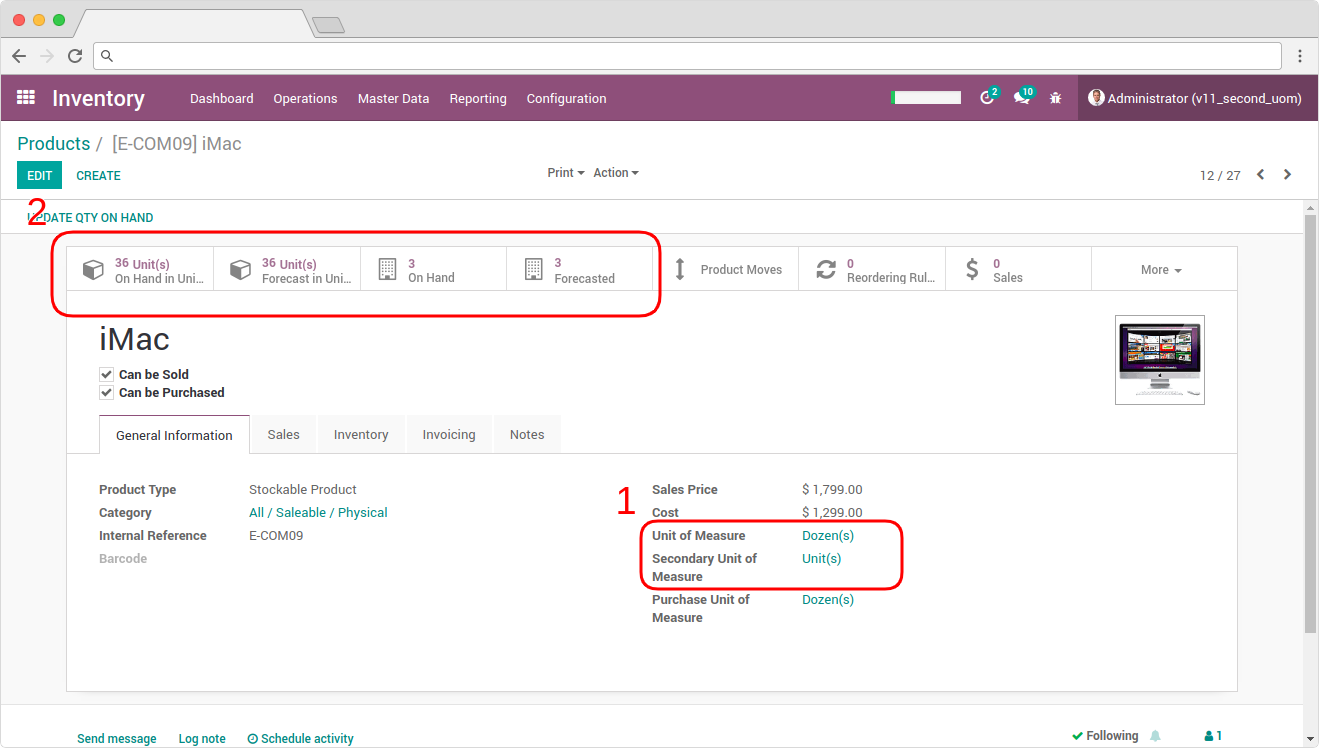 Inventory Dashboard Operations Master Data Reporting Configuration 2 10 Administrator (v11_second_uom)
Products / [E-COM09] iMac
EDIT CREATE Print Action 12 / 27
2
UPDATE QTY ON HAND
36 Unit(s)
On Hand in Uni...
36 Unit(s)
Forecast in Uni...
3
On Hand
3
Forecasted
Product Moves
0
Reordering Rul...
0
Sales
More
iMac
Can be Sold
Can be Purchased
General Information Sales Inventory Invoicing Notes
Product Type Stockable Product
Category All / Saleable / Physical
Internal Reference E-COM09
Barcode
1
Sales Price $ 1,799.00
Cost $ 1,299.00
Unit of Measure Dozen(s)
Secondary Unit of Unit(s)
Measure
Purchase Unit of Dozen(s)
Measure
Send message Log note Schedule activity Following 1